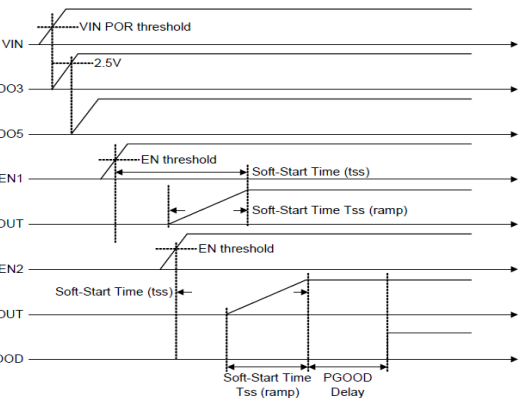 VIN POR threshold
VIN
2.5V
DO3
DO5
EN threshold
EN1
Soft-Start Time (tss)
Soft-Start Time Tss (ramp)
OUT
EN threshold
EN2
Soft-Start Time (tss)
OUT
OOD
Soft-Start Time
Tss (ramp)
PGOOD
Delay